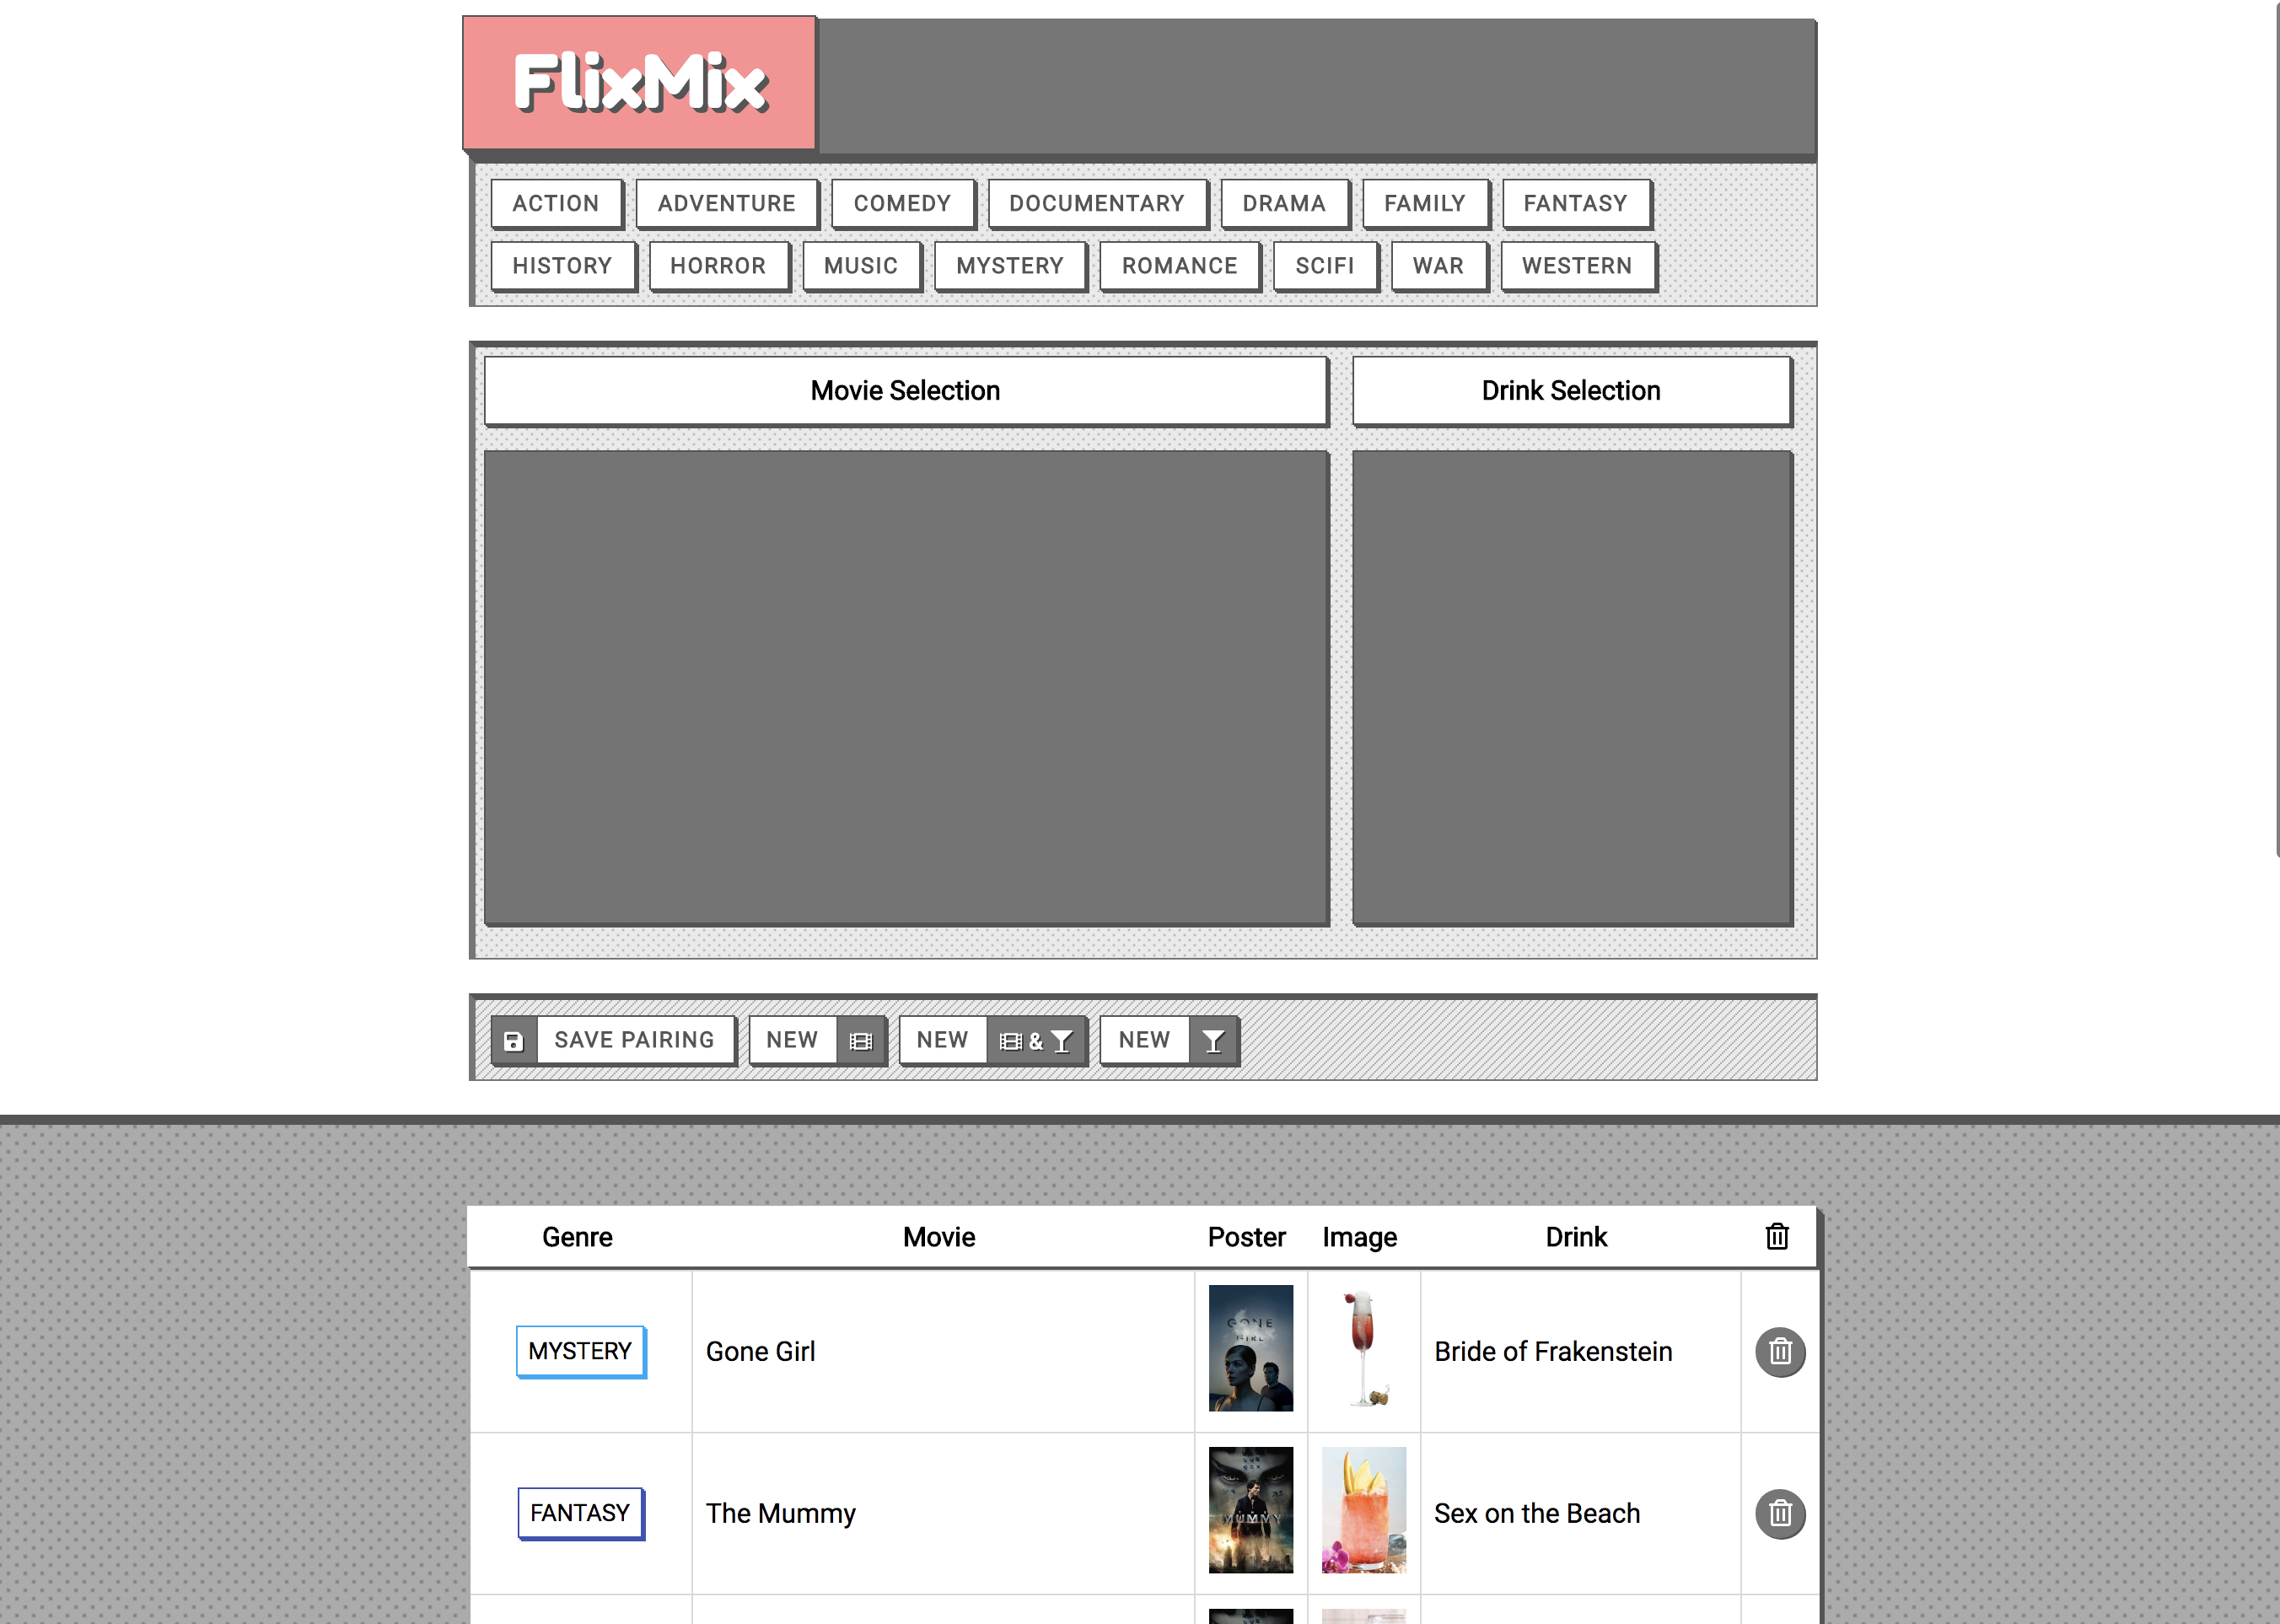 FlixMix
ACTION ADVENTURE COMEDY DOCUMENTARY DRAMA FAMILY FANTASY
HISTORY HORROR MUSIC MYSTERY ROMANCE SCIFI WAR WESTERN
Movie Selection Drink Selection
SAVE PAIRING NEW NEW & NEW
Genre Movie Poster Image Drink
GONE
GIRL
MYSTERY Gone Girl Bride of Frakenstein
FANTASY The Mummy Sex on the Beach
MUMMY